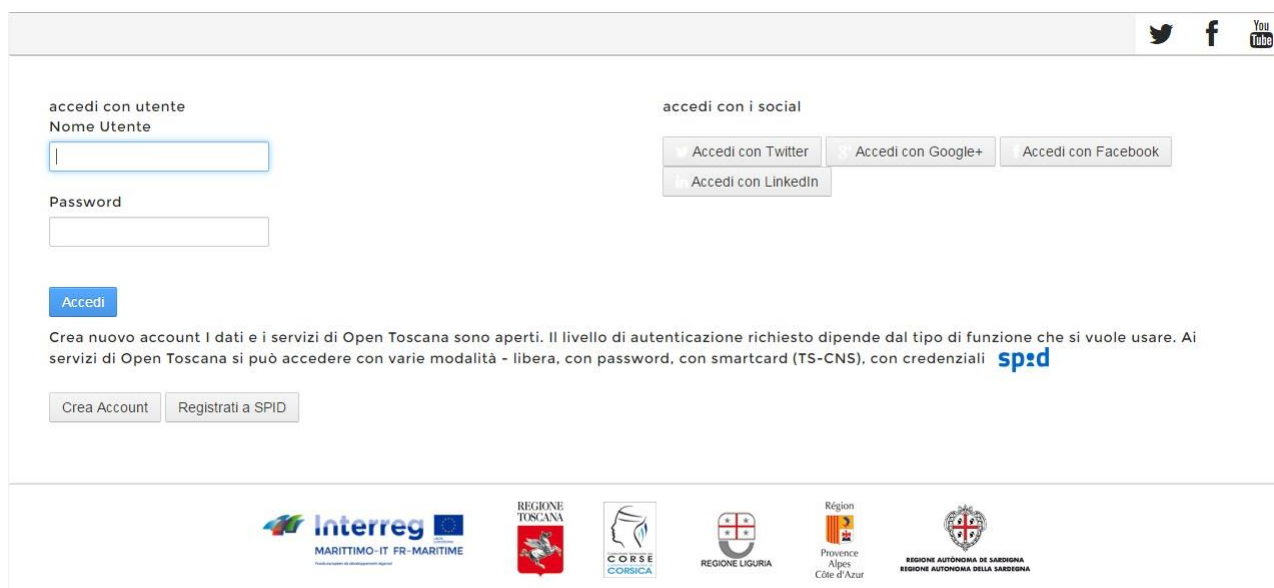 You
Tube
accedi con utente
Nome Utente
Password
Accedi
accedi con i social
Accedi con Twitter
Accedi con Google+
Accedi con Facebook
Accedi con LinkedIn
Crea nuovo account I dati e i servizi di Open Toscana sono aperti. Il livello di autenticazione richiesto dipende dal tipo di funzione che si vuole usare. Ai
servizi di Open Toscana si può accedere con varie modalità - libera, con password, con smartcard (TS-CNS), con credenziali spid
Crea Account
Registrati a SPID
Interreg
MARITTIMO-IT FR-MARITIME
REGIONE
TOSCANA
CORSE
CORSICA
REGIONE LIGURIA
Région
Provence
Alpes
Côte d'Azur
REGIONE AUTÒNOMA DE SARDIGNA
REGIONE AUTONOMA DELLA SARDEGNA